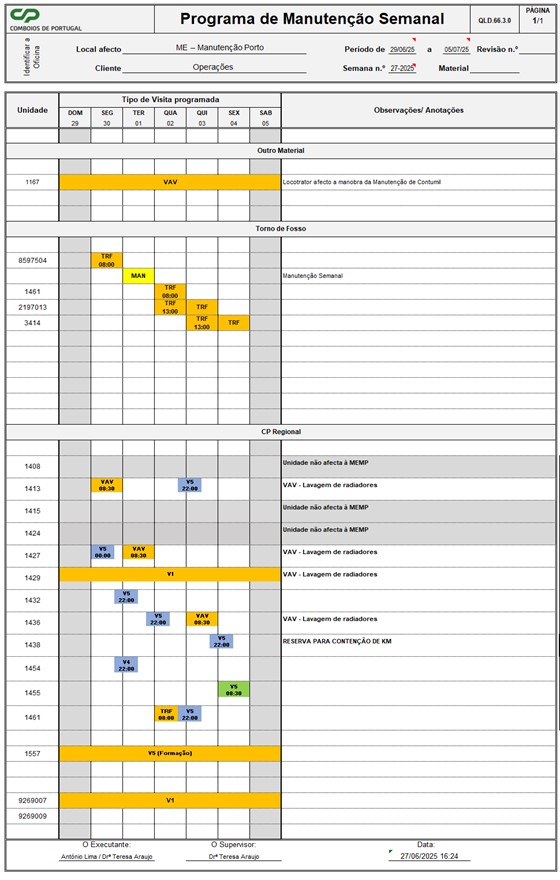 CP
COMBOIOS DE PORTUGAL
Programa de Manutenção Semanal
QLD.66.3.0
PÁGINA
1/1
Identificar a Oficina
Local afecto ME – Manutenção Porto Período de 29/06/25 a 05/07/25 Revisão n.º
Cliente Operações Semana n.º 27-2025 Material
Unidade
Tipo de Visita programada
Observações/ Anotações
DOM SEG TER QUA QUI SEX SAB
29 30 01 02 03 04 05
Outro Material
1167 VAV Locotrator afecto a manobra da Manutenção de Contumil
Torno de Fosso
8597504 TRF 08:00
MAN Manutenção Semanal
1461 TRF 08:00
2197013 TRF 13:00 TRF
3414 TRF 13:00 TRF
CP Regional
1408 Unidade não afecta à MEMP
1413 VAV 08:30 V5 22:00 VAV - Lavagem de radiadores
1415 Unidade não afecta à MEMP
1424 Unidade não afecta à MEMP
1427 V5 00:00 VAV 08:30 VAV - Lavagem de radiadores
1429 V1 VAV - Lavagem de radiadores
1432 V5 22:00
1436 V5 22:00 VAV 08:30 VAV - Lavagem de radiadores
1438 V5 22:00 RESERVA PARA CONTENÇÃO DE KM
1454 V4 22:00
1455 V5 08:30
1461 TRF 08:00 V5 22:00
1557 V5 (Formação)
9269007 V1
9269009
O Executante: O Supervisor: Data:
António Lima / Drª Teresa Araujo Drª Teresa Araujo 27/06/2025 16:24